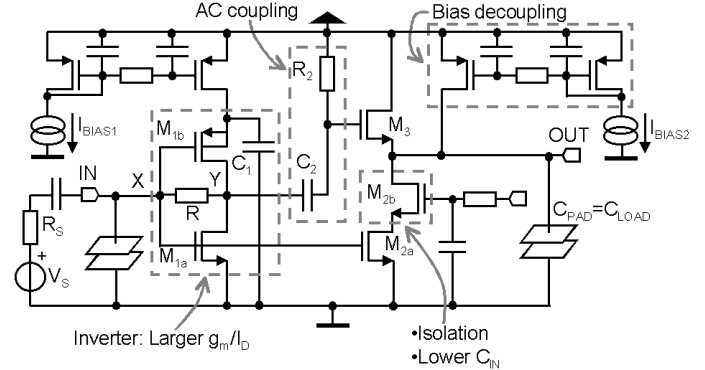 AC coupling
Bias decoupling
R2
IBIAS1
M1b
C1
M3
OUT
IBIAS2
IN
X
Y
C2
M2b
RS
R
CPAD=CLOAD
M1a
M2a
+
VS
Inverter: Larger gm/ID
•Isolation
•Lower CIN